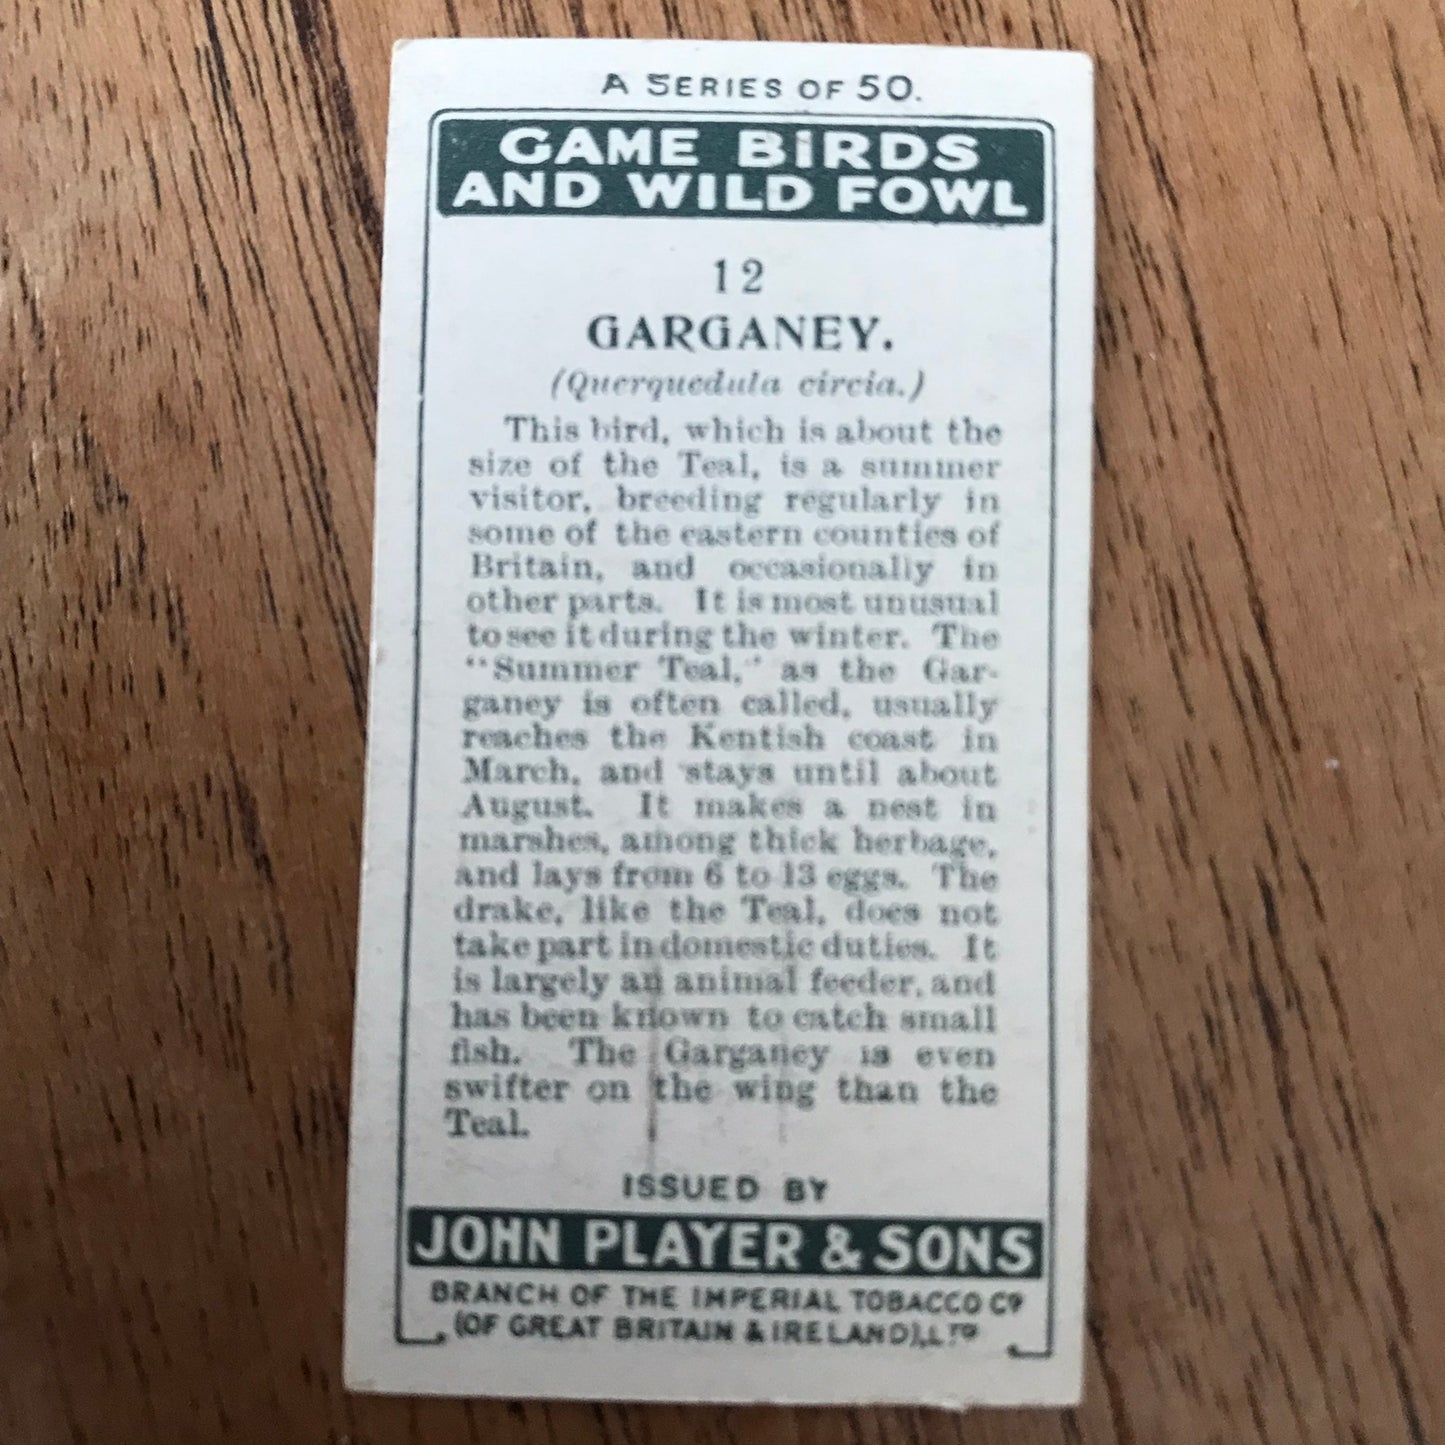 A SERIES OF 50.
GAME BIRDS
AND WILD FOWL
12
GARGANEY.
(Querquedula circia.)
This bird, which is about the
size of the Teal, is a summer
visitor, breeding regularly in
some of the eastern counties of
Britain, and occasionally in
other parts. It is most unusual
to see it during the winter. The
"Summer Teal," as the Gar-
ganey is often called, usually
reaches the Kentish coast in
March, and stays until about
August. It makes a nest in
marshes, among thick herbage,
and lays from 6 to 13 eggs. The
drake, like the Teal, does not
take part in domestic duties. It
is largely an animal feeder, and
has been known to catch small
fish. The Garganey is even
swifter on the wing than the
Teal.
ISSUED BY
JOHN PLAYER & SONS
BRANCH OF THE IMPERIAL TOBACCO Co
(OF GREAT BRITAIN & IRELAND), LTD